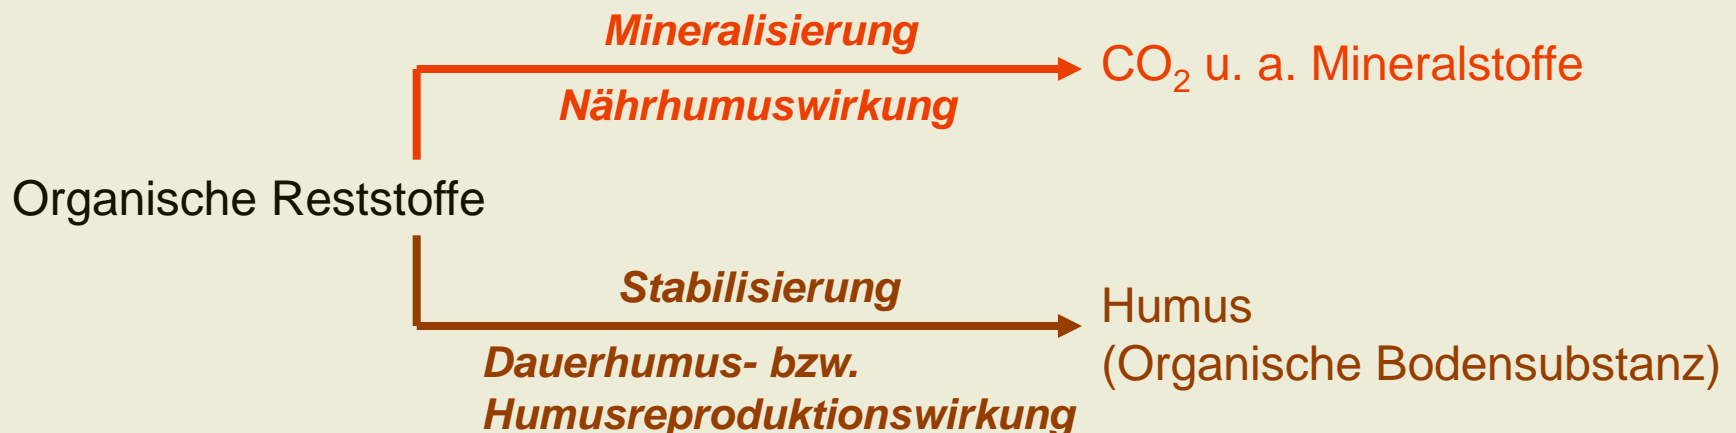 Mineralisierung
CO₂ u. a. Mineralstoffe
Nährhumuswirkung
Organische Reststoffe
Stabilisierung
Humus
(Organische Bodensubstanz)
Dauerhumus- bzw.
Humusreproduktionswirkung